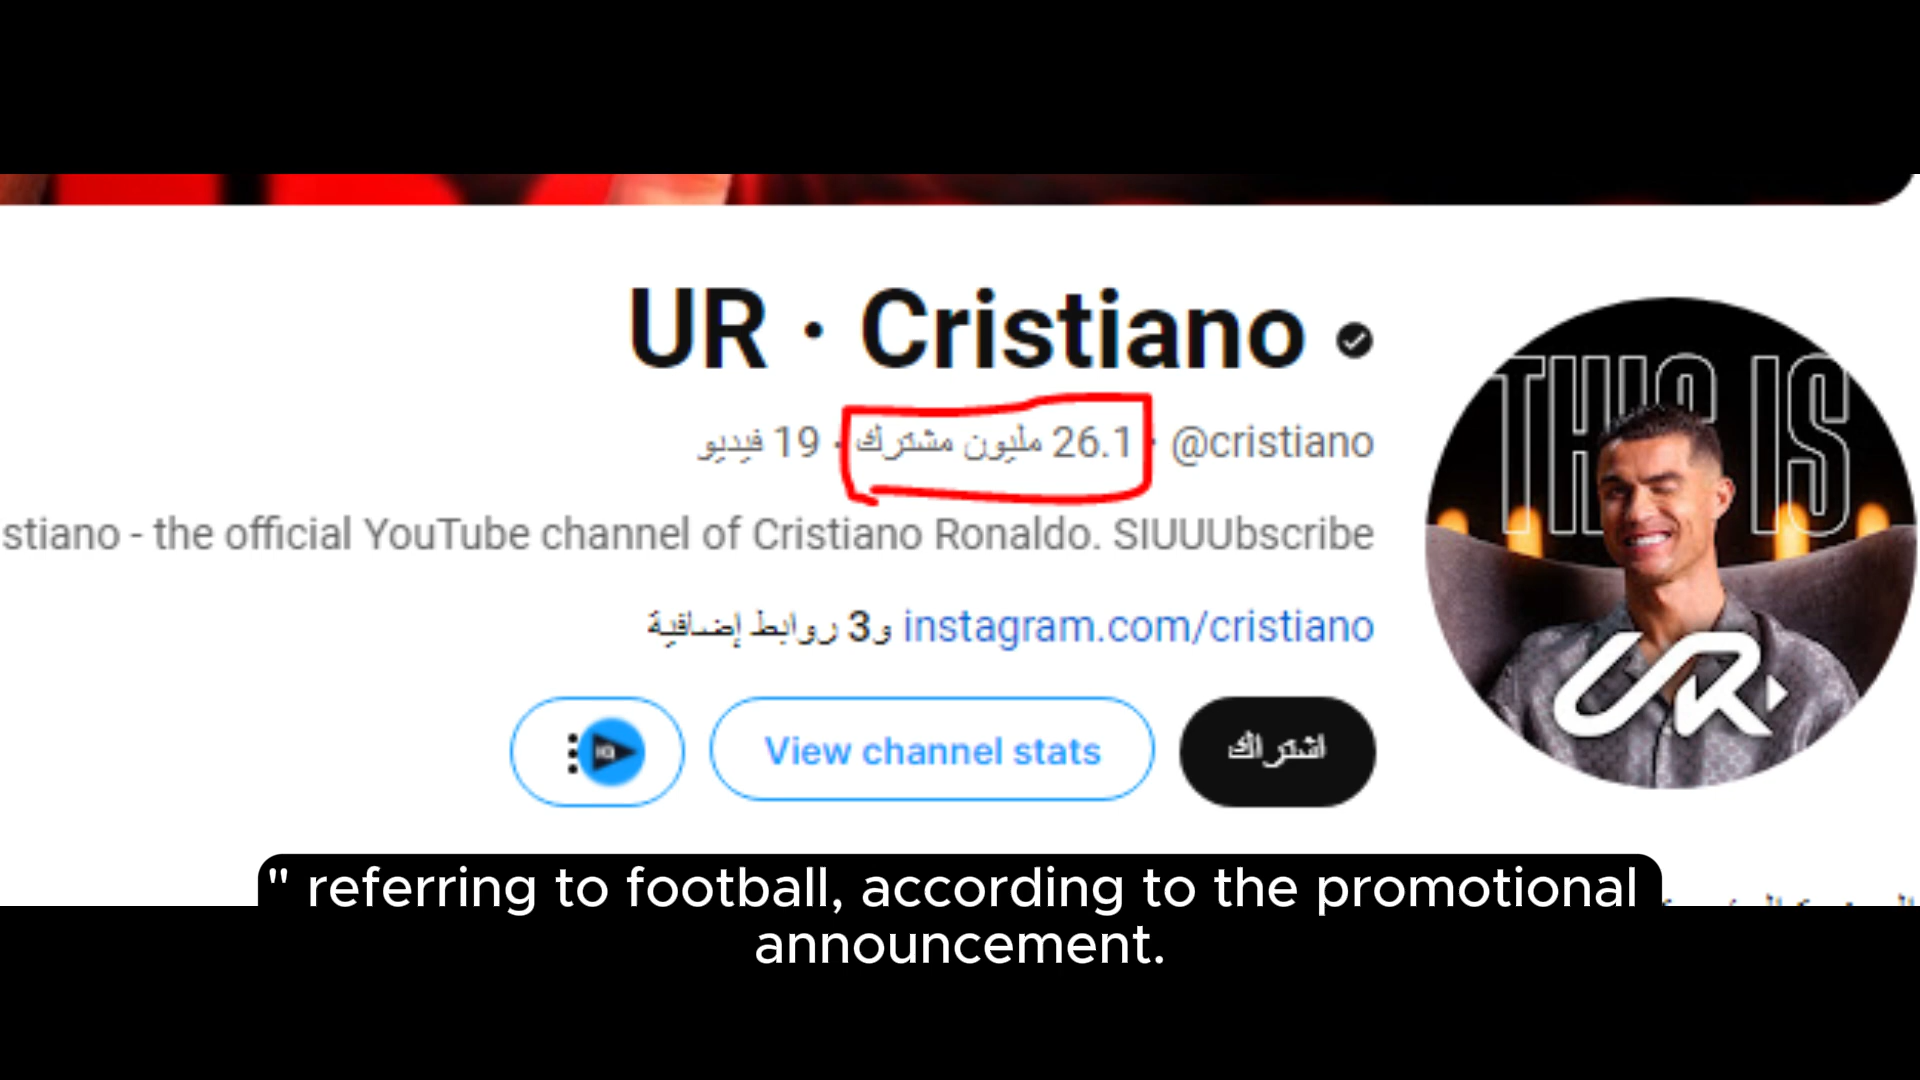 UR · Cristiano
@cristiano · 26.1 مليون مشترك · 19 فيديو
stiano - the official YouTube channel of Cristiano Ronaldo. SIUUUbscribe
instagram.com/cristiano و3 روابط إضافية
اشتراك
View channel stats
IQ
THIS IS
UR
" referring to football, according to the promotional
announcement.